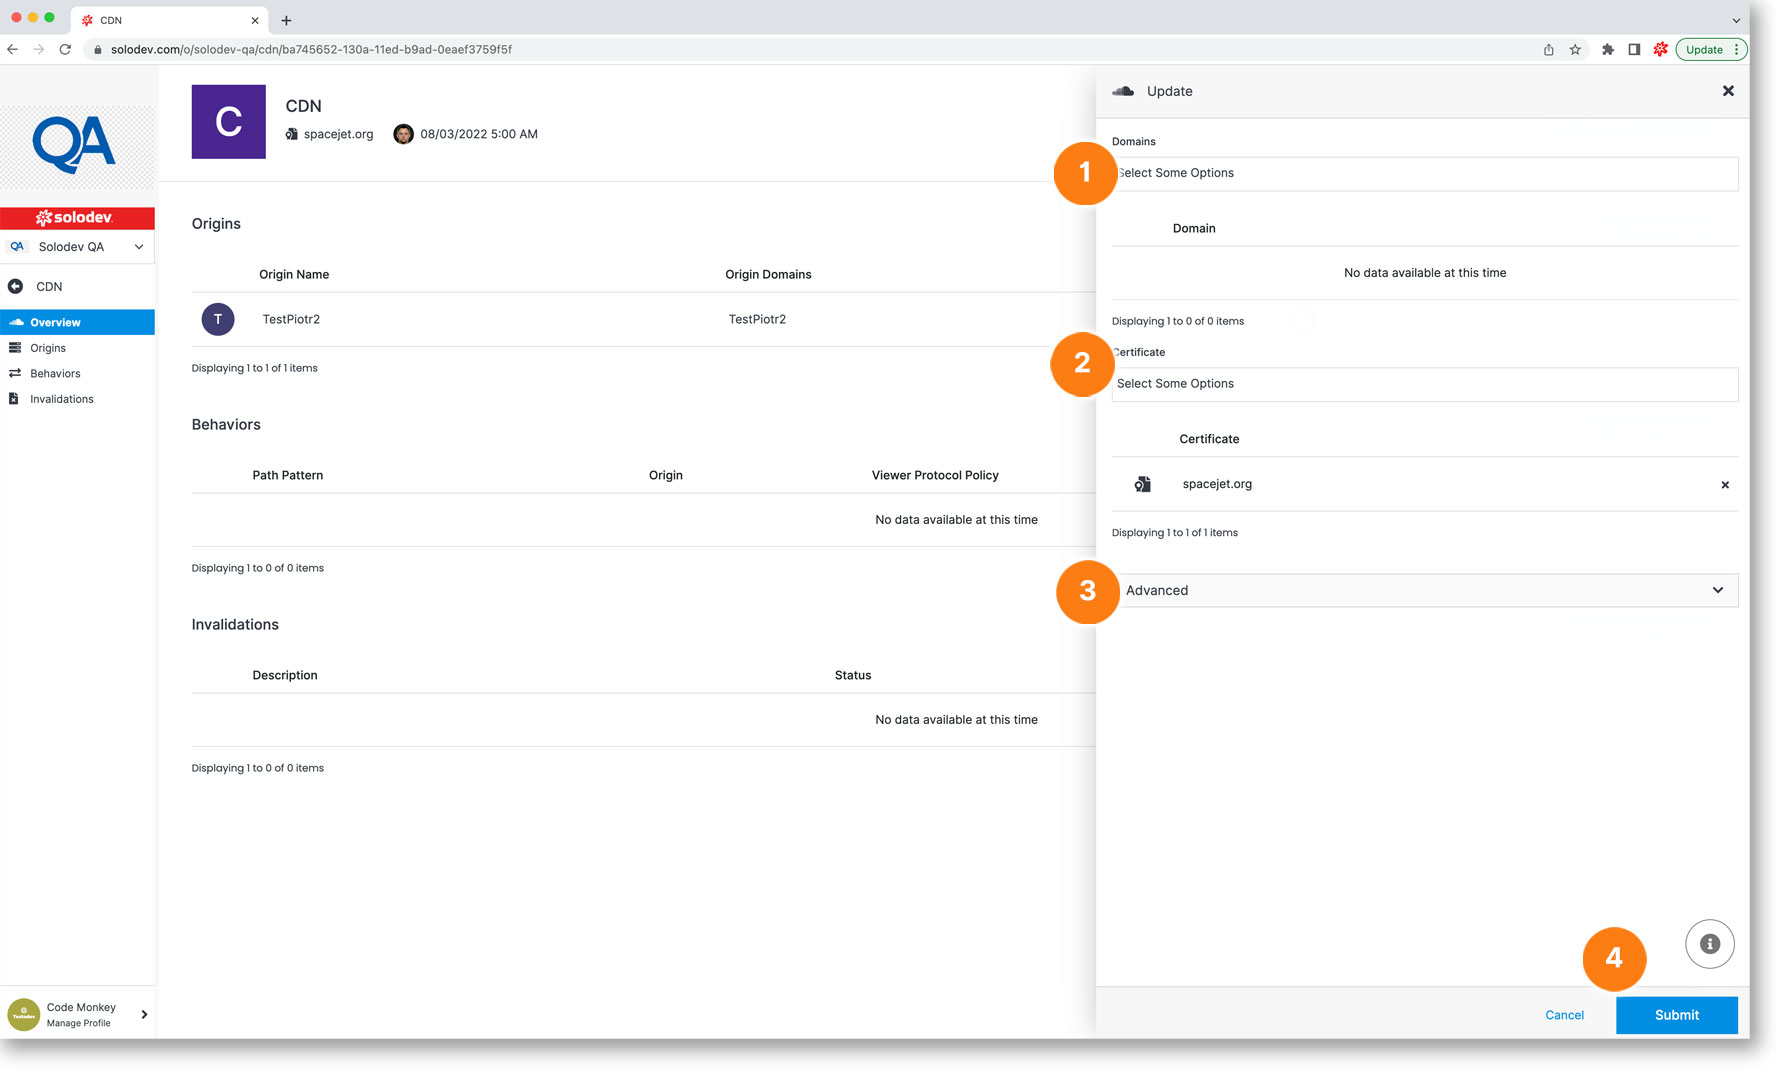 CDN
solodev.com/o/solodev-qa/cdn/ba745652-130a-11ed-b9ad-0eaef3759f5f
Update
QA
solodev
QA Solodev QA
CDN
Overview
Origins
Behaviors
Invalidations
Code Monkey
Manage Profile
C
CDN
spacejet.org 08/03/2022 5:00 AM
Origins
Origin Name Origin Domains
T TestPiotr2 TestPiotr2
Displaying 1 to 1 of 1 items
Behaviors
Path Pattern Origin Viewer Protocol Policy
No data available at this time
Displaying 1 to 0 of 0 items
Invalidations
Description Status
No data available at this time
Displaying 1 to 0 of 0 items
Update
Domains
1 Select Some Options
Domain
No data available at this time
Displaying 1 to 0 of 0 items
2 Certificate
Select Some Options
Certificate
spacejet.org
Displaying 1 to 1 of 1 items
3 Advanced
4
Cancel Submit